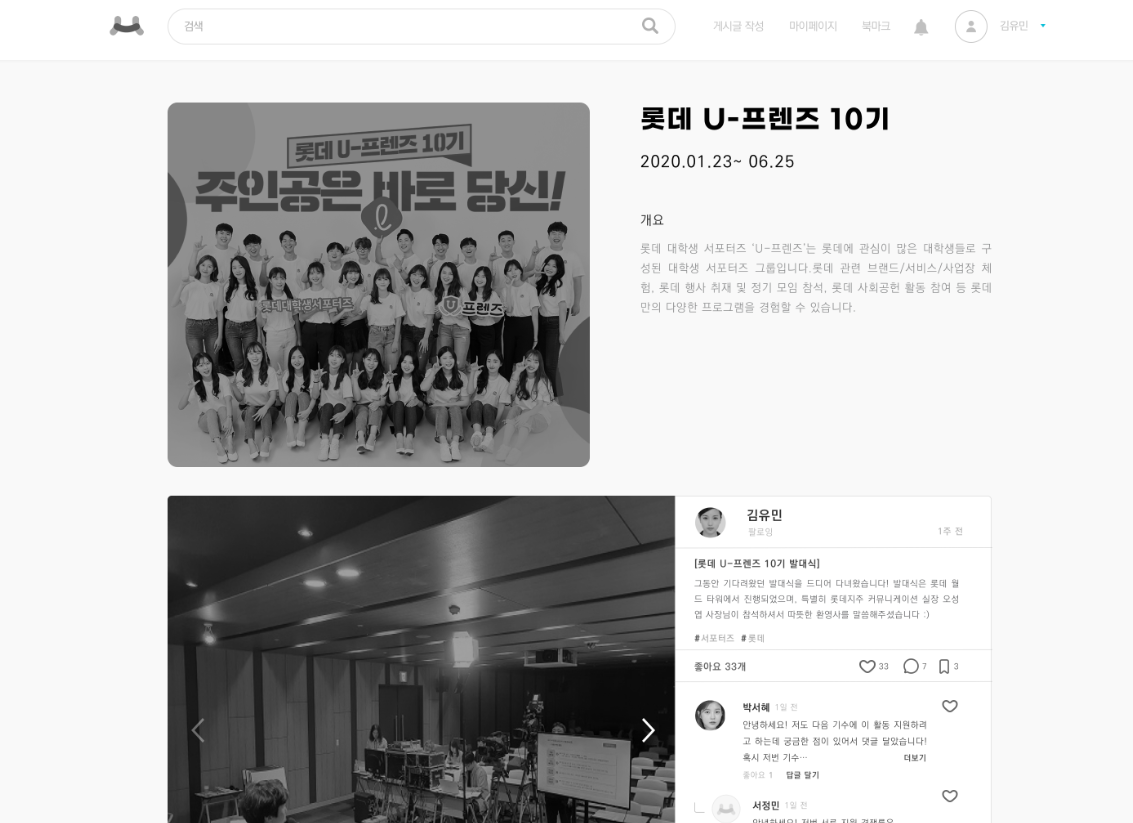 검색
게시글 작성
마이페이지
북마크
김유민
롯데 U-프렌즈 10기
주인공은 바로 당신!
롯데대학생서포터즈
U 프렌즈
롯데 U-프렌즈 10기
2020.01.23~ 06.25
개요
롯데 대학생 서포터즈 'U-프렌즈'는 롯데에 관심이 많은 대학생들로 구
성된 대학생 서포터즈 그룹입니다.롯데 관련 브랜드/서비스/사업장 체
험, 롯데 행사 취재 및 정기 모임 참석, 롯데 사회공헌 활동 참여 등 롯데
만의 다양한 프로그램을 경험할 수 있습니다.
김유민
팔로잉
1주 전
[롯데 U-프렌즈 10기 발대식]
그동안 기다려왔던 발대식을 드디어 다녀왔습니다! 발대식은 롯데 월
드 타워에서 진행되었으며, 특별히 롯데지주 커뮤니케이션 실장 오성
엽 사장님이 참석하셔서 따뜻한 환영사를 말씀해주셨습니다 :)
#서포터즈 #롯데
좋아요 33개
33
7
3
박서혜 1일 전
안녕하세요! 저도 다음 기수에 이 활동 지원하려
고 하는데 궁금한 점이 있어서 댓글 달았습니다!
혹시 저번 기수… 더보기
좋아요 1 답글 달기
서정민 1일 전
안녕하세요! 저번 서류 지원 경쟁률은